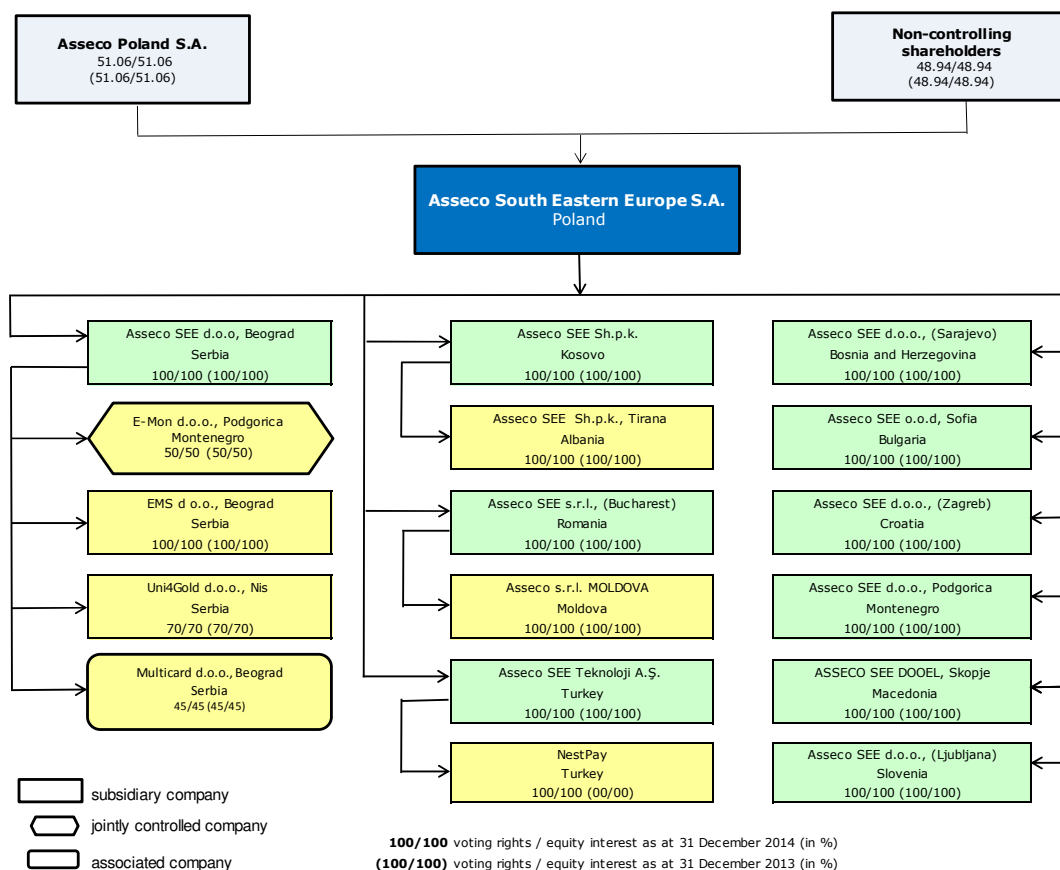 Asseco Poland S.A.
51.06/51.06
(51.06/51.06)
Non-controlling
shareholders
48.94/48.94
(48.94/48.94)
Asseco South Eastern Europe S.A.
Poland
Asseco SEE d.o.o, Beograd
Serbia
100/100 (100/100)
E-Mon d.o.o., Podgorica
Montenegro
50/50 (50/50)
EMS d o.o., Beograd
Serbia
100/100 (100/100)
Uni4Gold d.o.o., Nis
Serbia
70/70 (70/70)
Multicard d.o.o., Beograd
Serbia
45/45 (45/45)
Asseco SEE Sh.p.k.
Kosovo
100/100 (100/100)
Asseco SEE Sh.p.k., Tirana
Albania
100/100 (100/100)
Asseco SEE s.r.l., (Bucharest)
Romania
100/100 (100/100)
Asseco s.r.l. MOLDOVA
Moldova
100/100 (100/100)
Asseco SEE Teknoloji A.Ş.
Turkey
100/100 (100/100)
NestPay
Turkey
100/100 (00/00)
Asseco SEE d.o.o., (Sarajevo)
Bosnia and Herzegovina
100/100 (100/100)
Asseco SEE o.o.d, Sofia
Bulgaria
100/100 (100/100)
Asseco SEE d.o.o., (Zagreb)
Croatia
100/100 (100/100)
Asseco SEE d.o.o., Podgorica
Montenegro
100/100 (100/100)
ASSECO SEE DOOEL, Skopje
Macedonia
100/100 (100/100)
Asseco SEE d.o.o., (Ljubljana)
Slovenia
100/100 (100/100)
subsidiary company
jointly controlled company
associated company
100/100 voting rights / equity interest as at 31 December 2014 (in %)
(100/100) voting rights / equity interest as at 31 December 2013 (in %)